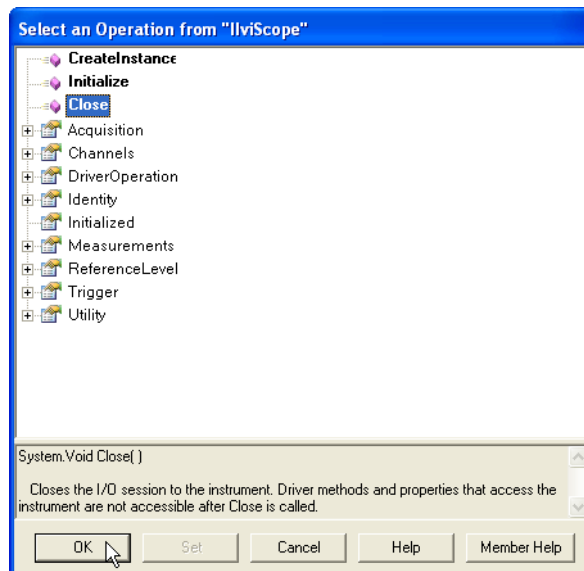 Select an Operation from "IIviScope"
CreateInstance
Initialize
Close
Acquisition
Channels
DriverOperation
Identity
Initialized
Measurements
ReferenceLevel
Trigger
Utility
System.Void Close( )
Closes the I/O session to the instrument. Driver methods and properties that access the
instrument are not accessible after Close is called.
OK Set Cancel Help Member Help